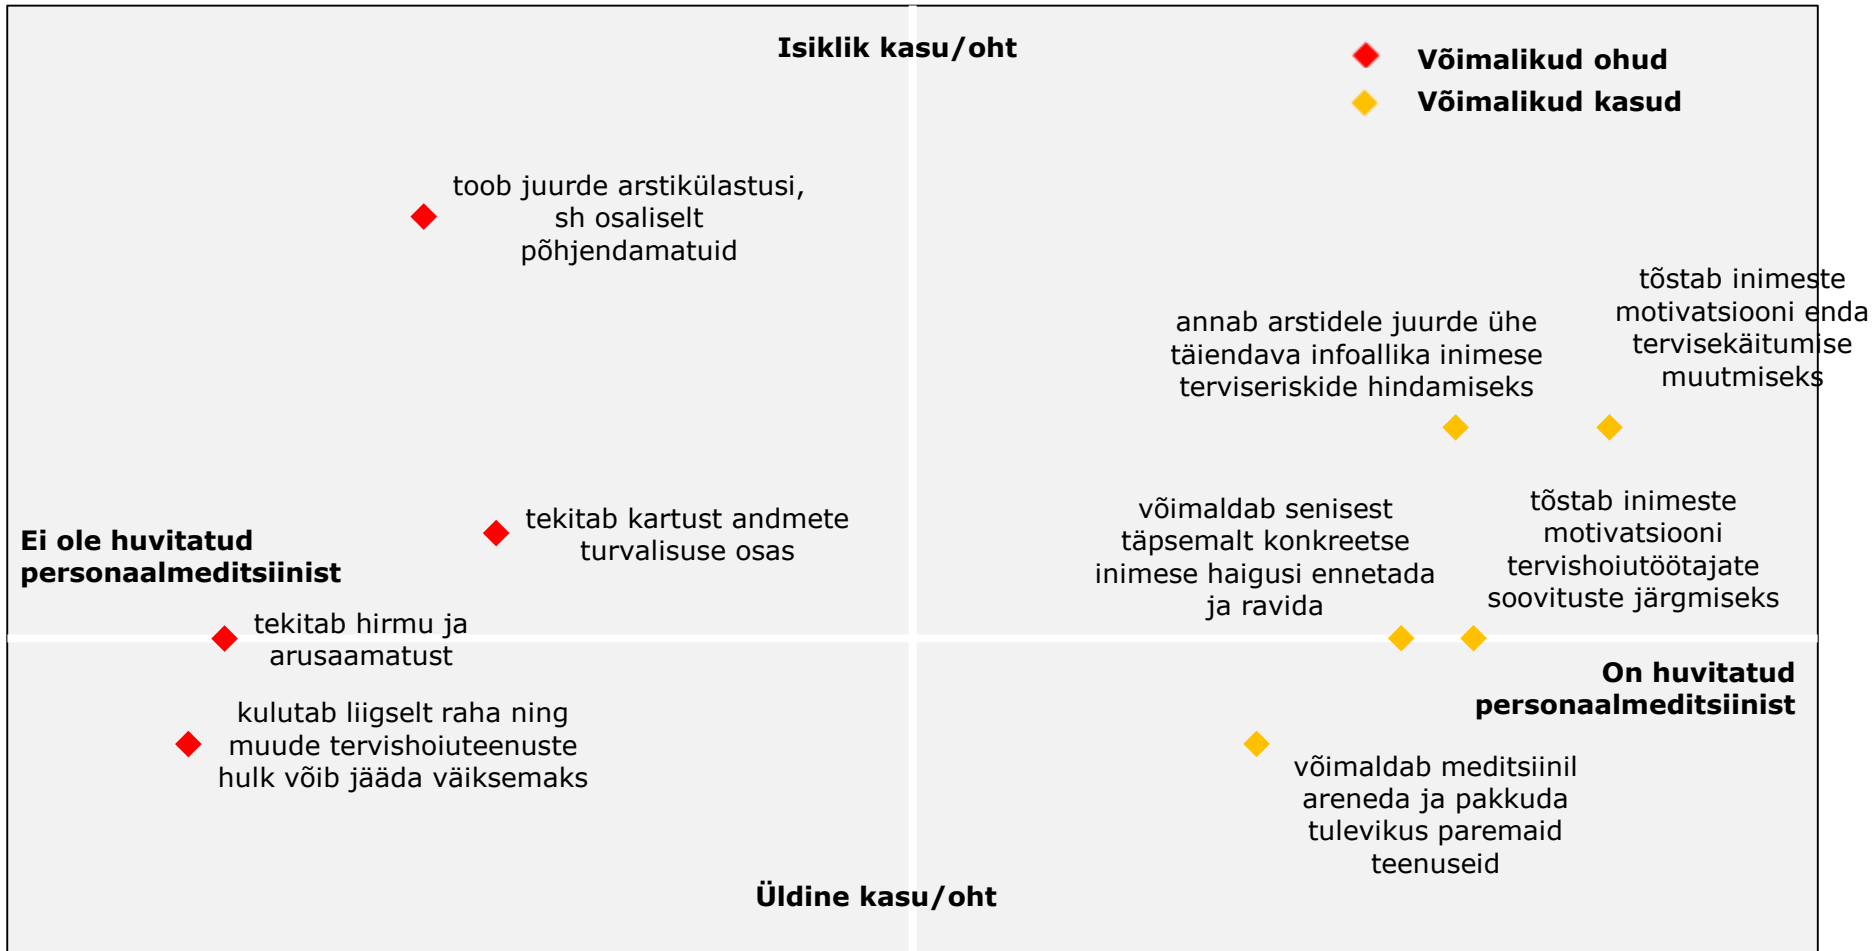 Isiklik kasu/oht
Võimalikud ohud
Võimalikud kasud
toob juurde arstikülastusi,
sh osaliselt
põhjendamatuid
tõstab inimeste
motivatsiooni enda
tervisekäitumise
muutmiseks
annab arstidele juurde ühe
täiendava infoallika inimese
terviseriskide hindamiseks
tekitab kartust andmete
turvalisuse osas
võimaldab senisest
täpsemalt konkreetse
inimese haigusi ennetada
ja ravida
tõstab inimeste
motivatsiooni
tervishoiutöötajate
soovituste järgmiseks
Ei ole huvitatud
personaalmeditsiinist
tekitab hirmu ja
arusaamatust
On huvitatud
personaalmeditsiinist
kulutab liigselt raha ning
muude tervishoiuteenuste
hulk võib jääda väiksemaks
võimaldab meditsiinil
areneda ja pakkuda
tulevikus paremaid
teenuseid
Üldine kasu/oht